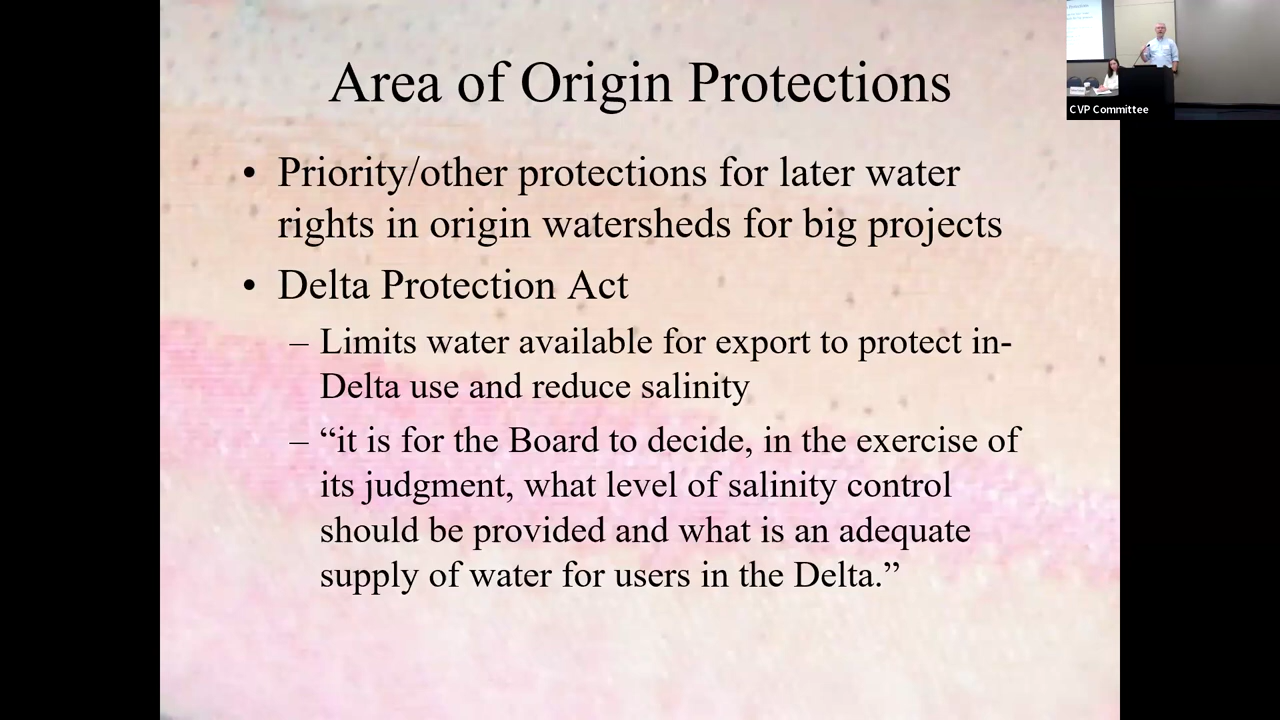 Area of Origin Protections
• Priority/other protections for later water
rights in origin watersheds for big projects
• Delta Protection Act
– Limits water available for export to protect in-
Delta use and reduce salinity
– “it is for the Board to decide, in the exercise of
its judgment, what level of salinity control
should be provided and what is an adequate
supply of water for users in the Delta.”
CVP Committee